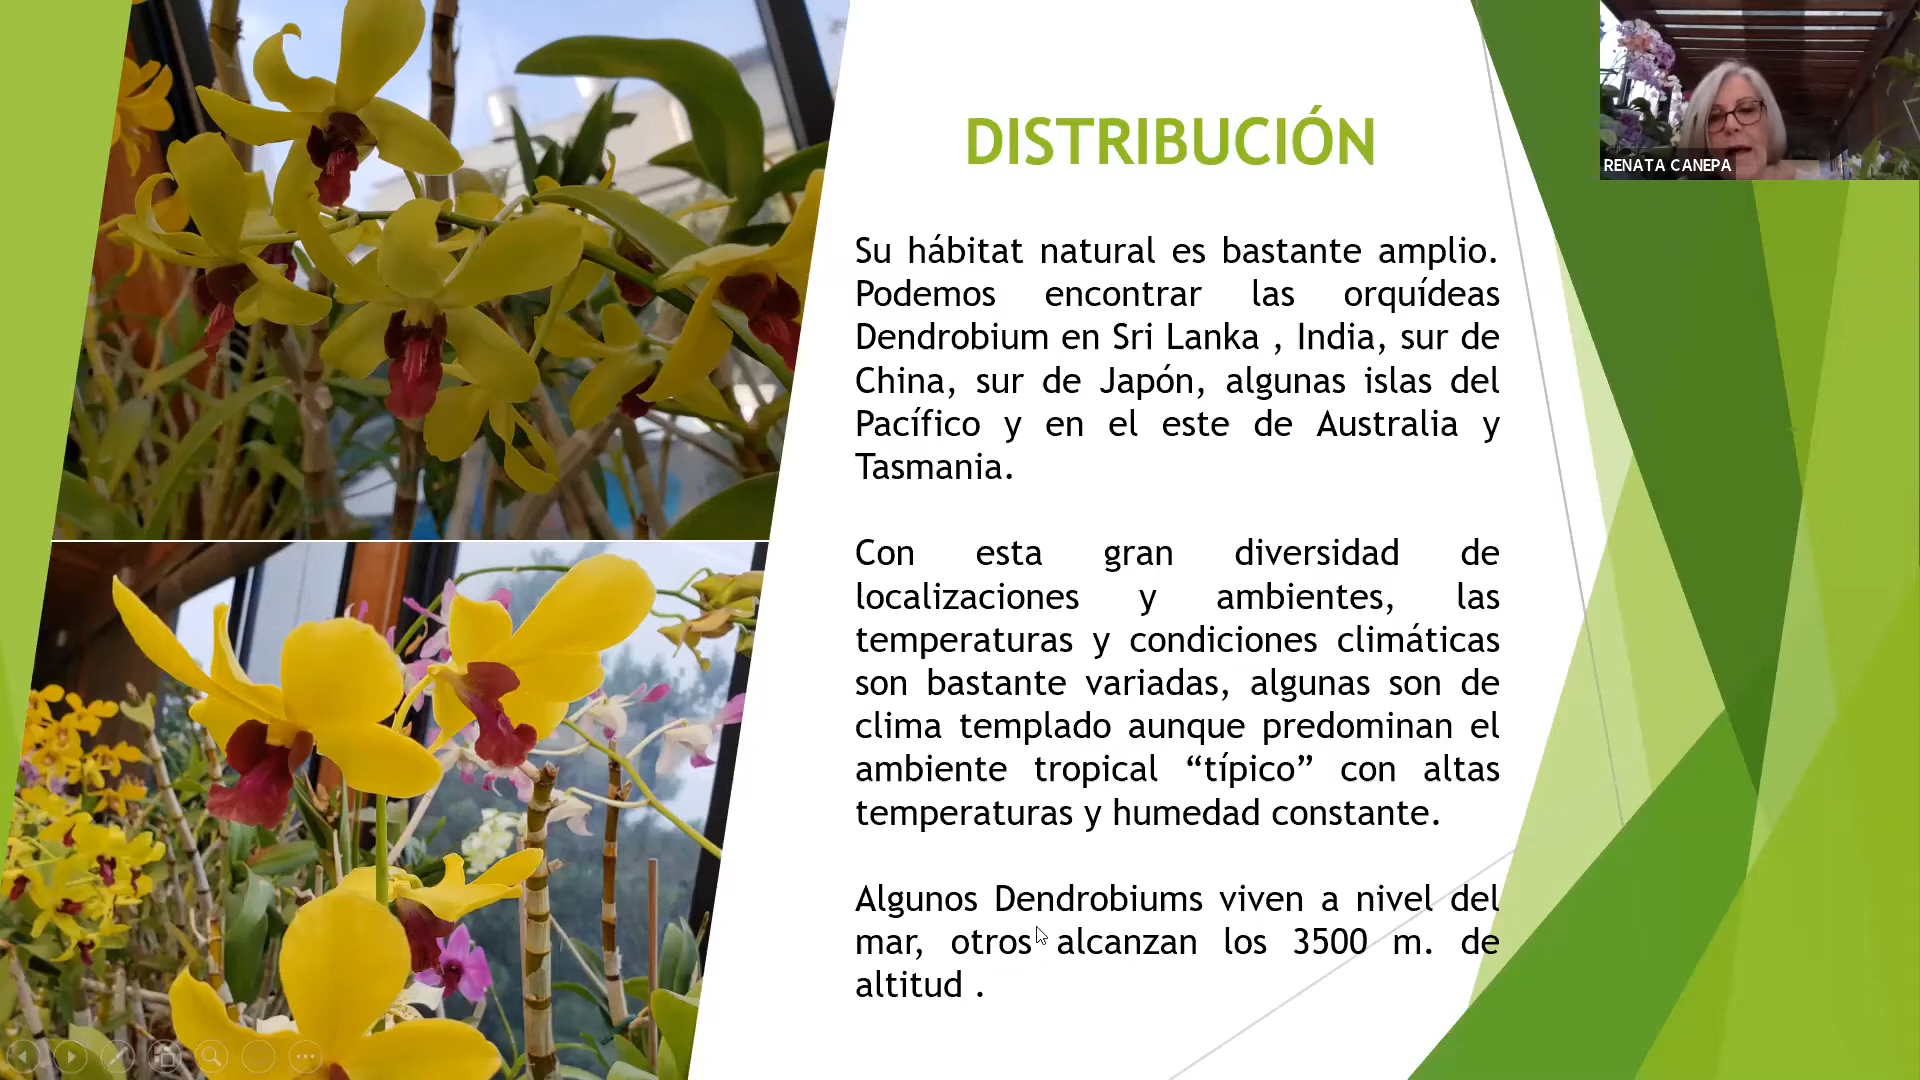 DISTRIBUCIÓN
RENATA CANEPA
Su hábitat natural es bastante amplio.
Podemos encontrar las orquídeas
Dendrobium en Sri Lanka , India, sur de
China, sur de Japón, algunas islas del
Pacífico y en el este de Australia y
Tasmania.
Con esta gran diversidad de
localizaciones y ambientes, las
temperaturas y condiciones climáticas
son bastante variadas, algunas son de
clima templado aunque predominan el
ambiente tropical “típico” con altas
temperaturas y humedad constante.
Algunos Dendrobiums viven a nivel del
mar, otros alcanzan los 3500 m. de
altitud .